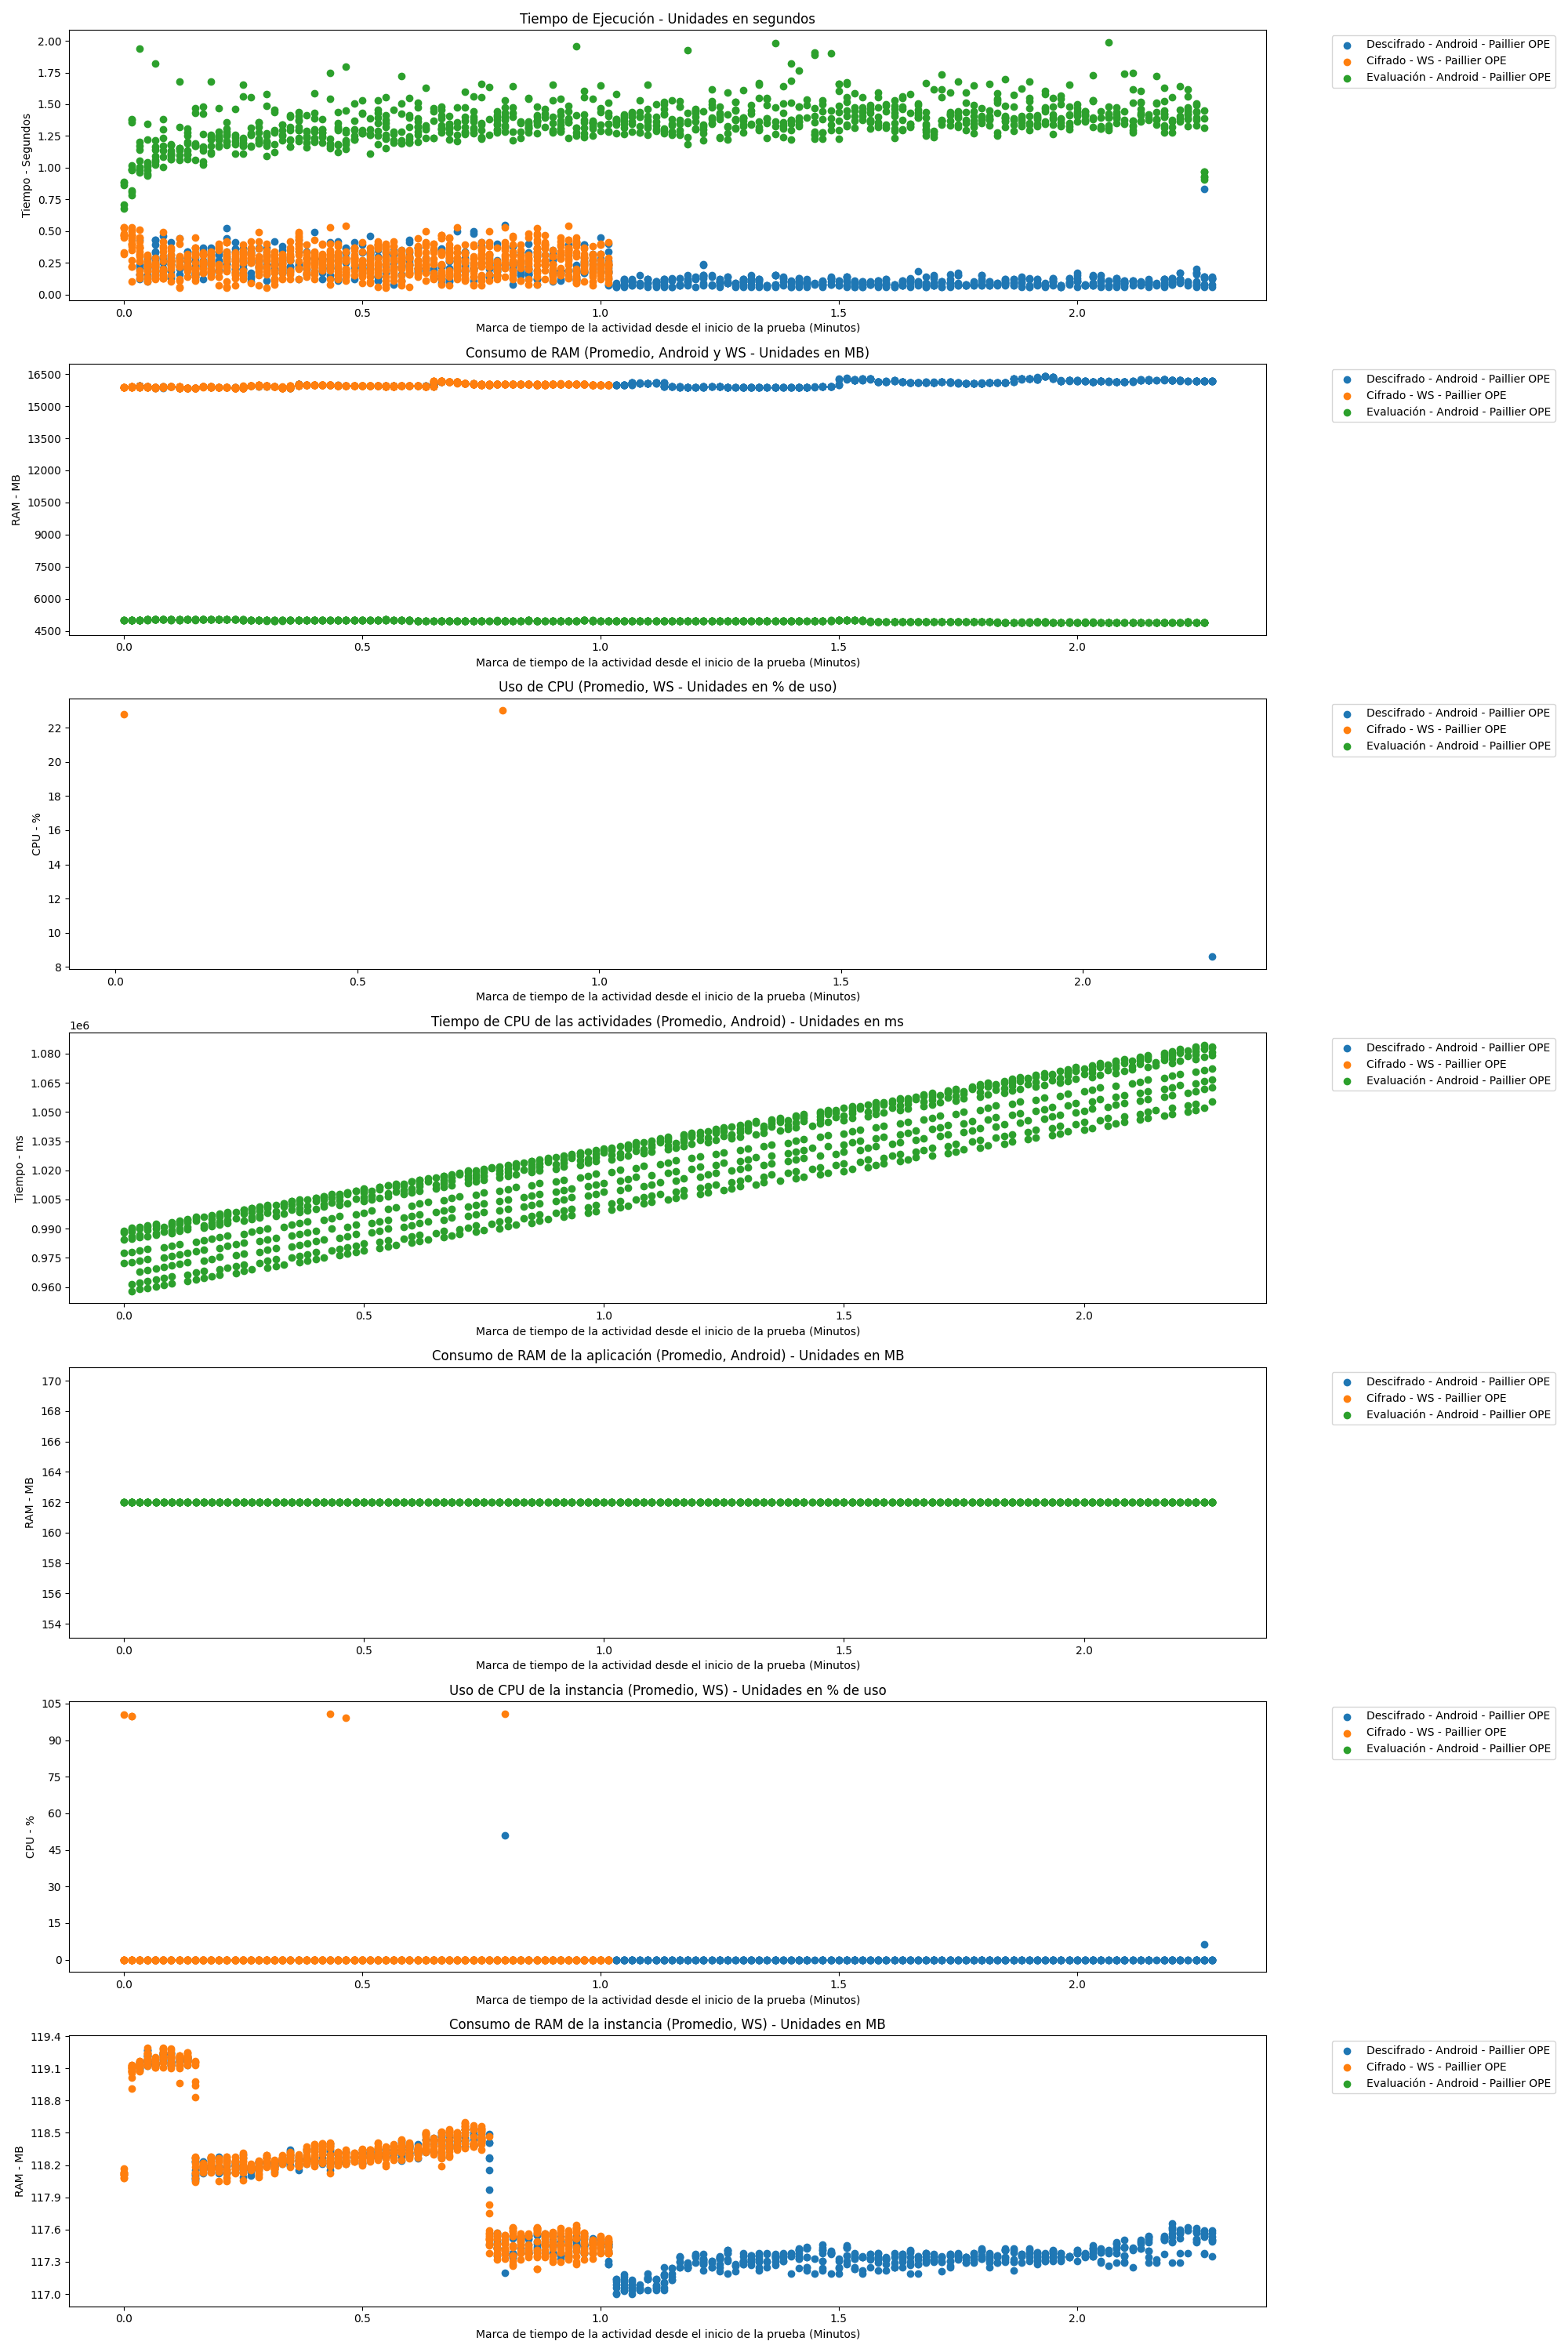 Tiempo de Ejecución - Unidades en segundos
2.00
1.75
1.50
1.25
1.00
0.75
0.50
0.25
0.00
Tiempo - Segundos
0.0 0.5 1.0 1.5 2.0
Marca de tiempo de la actividad desde el inicio de la prueba (Minutos)
Descifrado - Android - Paillier OPE
Cifrado - WS - Paillier OPE
Evaluación - Android - Paillier OPE
Consumo de RAM (Promedio, Android y WS - Unidades en MB)
16500
15000
13500
12000
10500
9000
7500
6000
4500
RAM - MB
0.0 0.5 1.0 1.5 2.0
Marca de tiempo de la actividad desde el inicio de la prueba (Minutos)
Descifrado - Android - Paillier OPE
Cifrado - WS - Paillier OPE
Evaluación - Android - Paillier OPE
Uso de CPU (Promedio, WS - Unidades en % de uso)
22
20
18
16
14
12
10
8
CPU - %
0.0 0.5 1.0 1.5 2.0
Marca de tiempo de la actividad desde el inicio de la prueba (Minutos)
Descifrado - Android - Paillier OPE
Cifrado - WS - Paillier OPE
Evaluación - Android - Paillier OPE
Tiempo de CPU de las actividades (Promedio, Android) - Unidades en ms
1e6
1.080
1.065
1.050
1.035
1.020
1.005
0.990
0.975
0.960
Tiempo - ms
0.0 0.5 1.0 1.5 2.0
Marca de tiempo de la actividad desde el inicio de la prueba (Minutos)
Descifrado - Android - Paillier OPE
Cifrado - WS - Paillier OPE
Evaluación - Android - Paillier OPE
Consumo de RAM de la aplicación (Promedio, Android) - Unidades en MB
170
168
166
164
162
160
158
156
154
RAM - MB
0.0 0.5 1.0 1.5 2.0
Marca de tiempo de la actividad desde el inicio de la prueba (Minutos)
Descifrado - Android - Paillier OPE
Cifrado - WS - Paillier OPE
Evaluación - Android - Paillier OPE
Uso de CPU de la instancia (Promedio, WS) - Unidades en % de uso
105
90
75
60
45
30
15
0
CPU - %
0.0 0.5 1.0 1.5 2.0
Marca de tiempo de la actividad desde el inicio de la prueba (Minutos)
Descifrado - Android - Paillier OPE
Cifrado - WS - Paillier OPE
Evaluación - Android - Paillier OPE
Consumo de RAM de la instancia (Promedio, WS) - Unidades en MB
119.4
119.1
118.8
118.5
118.2
117.9
117.6
117.3
117.0
RAM - MB
0.0 0.5 1.0 1.5 2.0
Marca de tiempo de la actividad desde el inicio de la prueba (Minutos)
Descifrado - Android - Paillier OPE
Cifrado - WS - Paillier OPE
Evaluación - Android - Paillier OPE